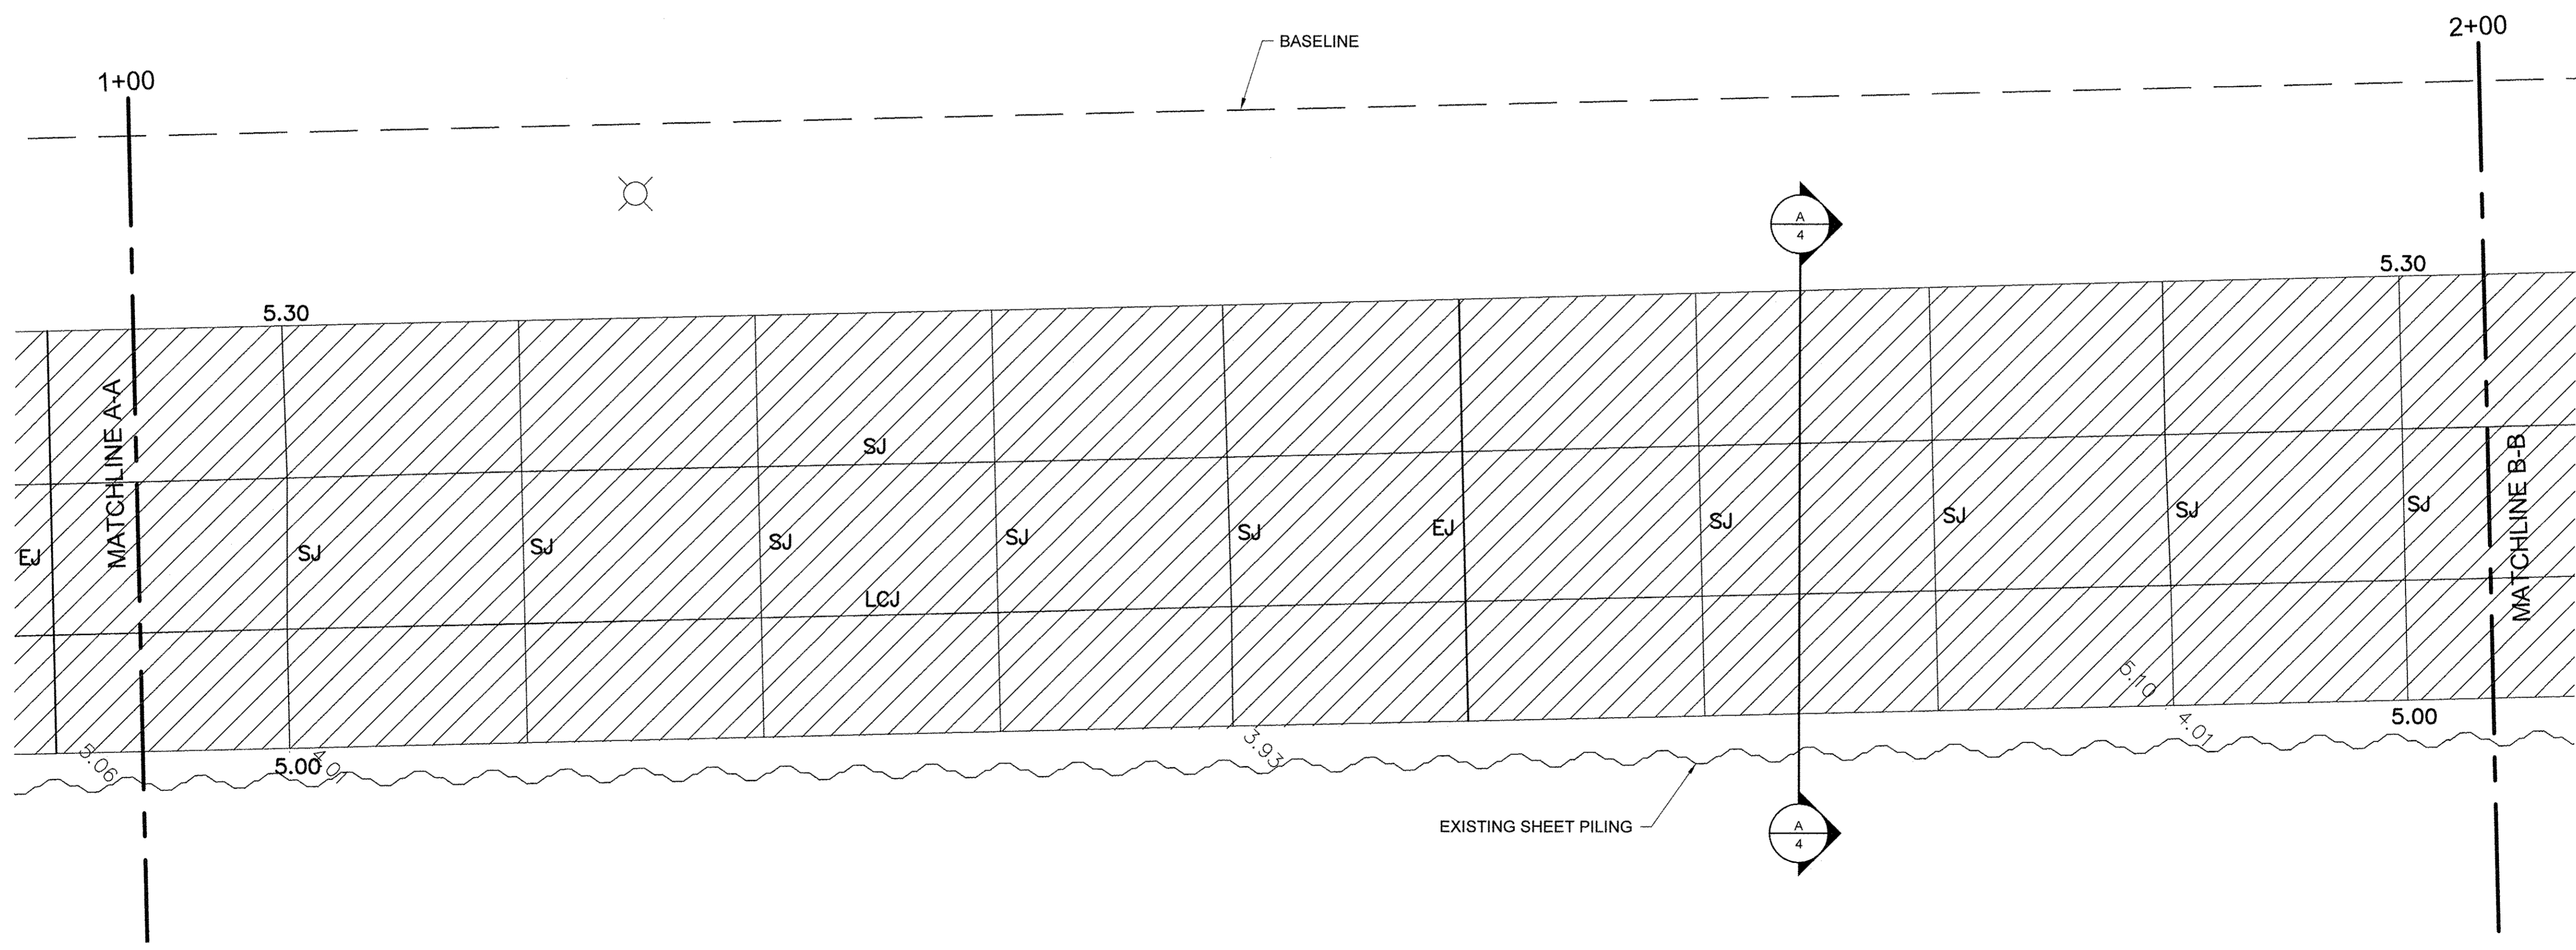 2+00
BASELINE
1+00
A
4
5.30
5.30
MATCHLINE A-A
MATCHLINE B-B
SJ
EJ
SJ
SJ
SJ
SJ
SJ
EJ
SJ
SJ
SJ
SJ
LCJ
5.10
5.06
5.00
3.93
4.01
5.00
EXISTING SHEET PILING
A
4